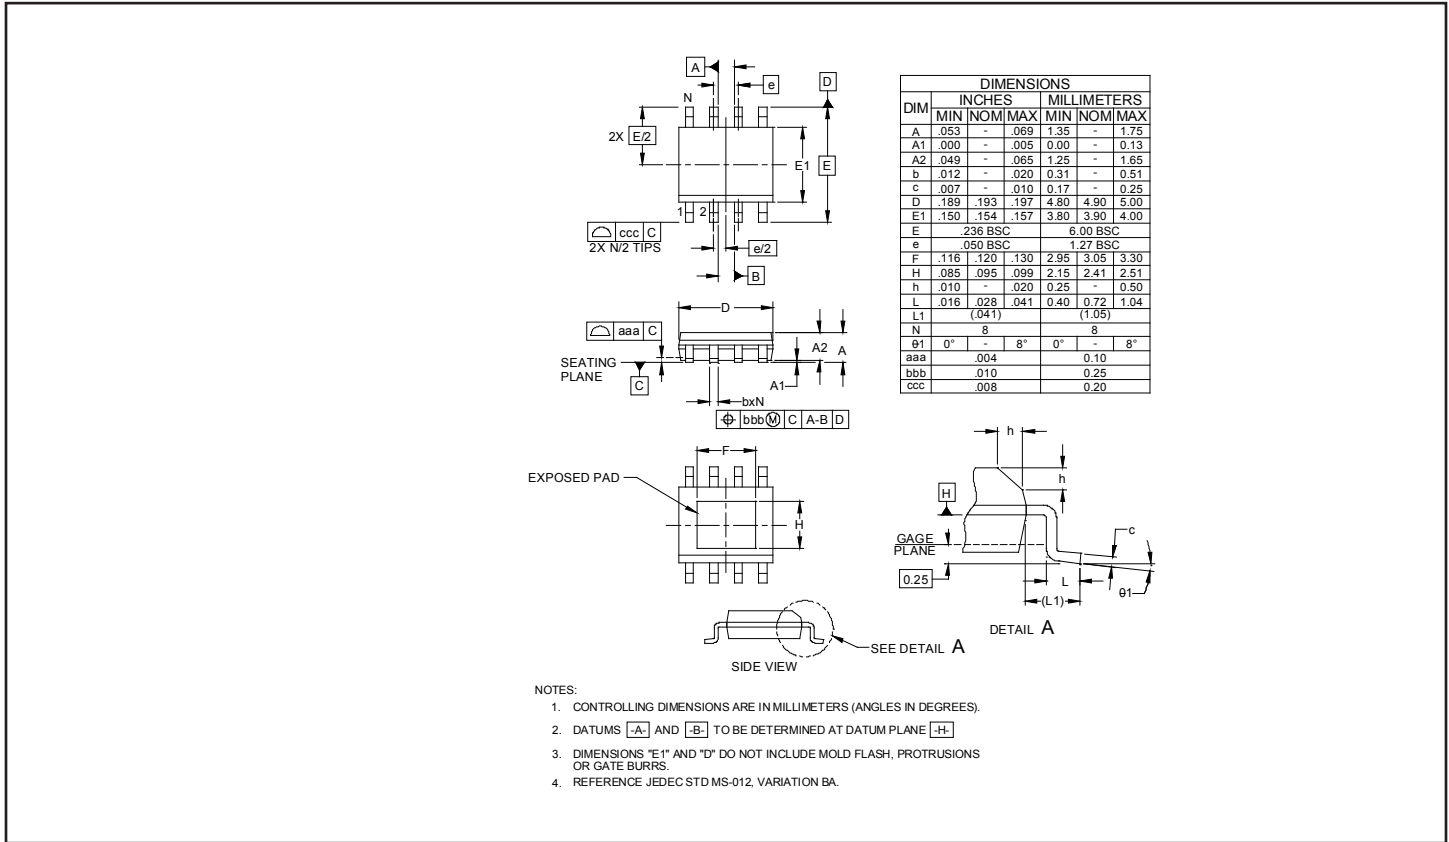 A
e
D
N
2X E/2
E1
E
1 2
ccc C
2X N/2 TIPS
e/2
B
D
aaa C
A2 A
SEATING
PLANE
C
A1
bxN
bbb M C A-B D
F
EXPOSED PAD
H
SIDE VIEW
SEE DETAIL A
DIMENSIONS
DIM INCHES MILLIMETERS
MIN NOM MAX MIN NOM MAX
A .053 - .069 1.35 - 1.75
A1 .000 - .005 0.00 - 0.13
A2 .049 - .065 1.25 - 1.65
b .012 - .020 0.31 - 0.51
c .007 - .010 0.17 - 0.25
D .189 .193 .197 4.80 4.90 5.00
E1 .150 .154 .157 3.80 3.90 4.00
E .236 BSC 6.00 BSC
e .050 BSC 1.27 BSC
F .116 .120 .130 2.95 3.05 3.30
H .085 .095 .099 2.15 2.41 2.51
h .010 - .020 0.25 - 0.50
L .016 .028 .041 0.40 0.72 1.04
L1 (.041) (1.05)
N 8 8
θ1 0° - 8° 0° - 8°
aaa .004 0.10
bbb .010 0.25
ccc .008 0.20
h
h
H
GAGE
PLANE
0.25
c
L
(L1)
θ1
DETAIL A
NOTES:
1. CONTROLLING DIMENSIONS ARE IN MILLIMETERS (ANGLES IN DEGREES).
2. DATUMS -A- AND -B- TO BE DETERMINED AT DATUM PLANE -H-
3. DIMENSIONS "E1" AND "D" DO NOT INCLUDE MOLD FLASH, PROTRUSIONS
OR GATE BURRS.
4. REFERENCE JEDEC STD MS-012, VARIATION BA.